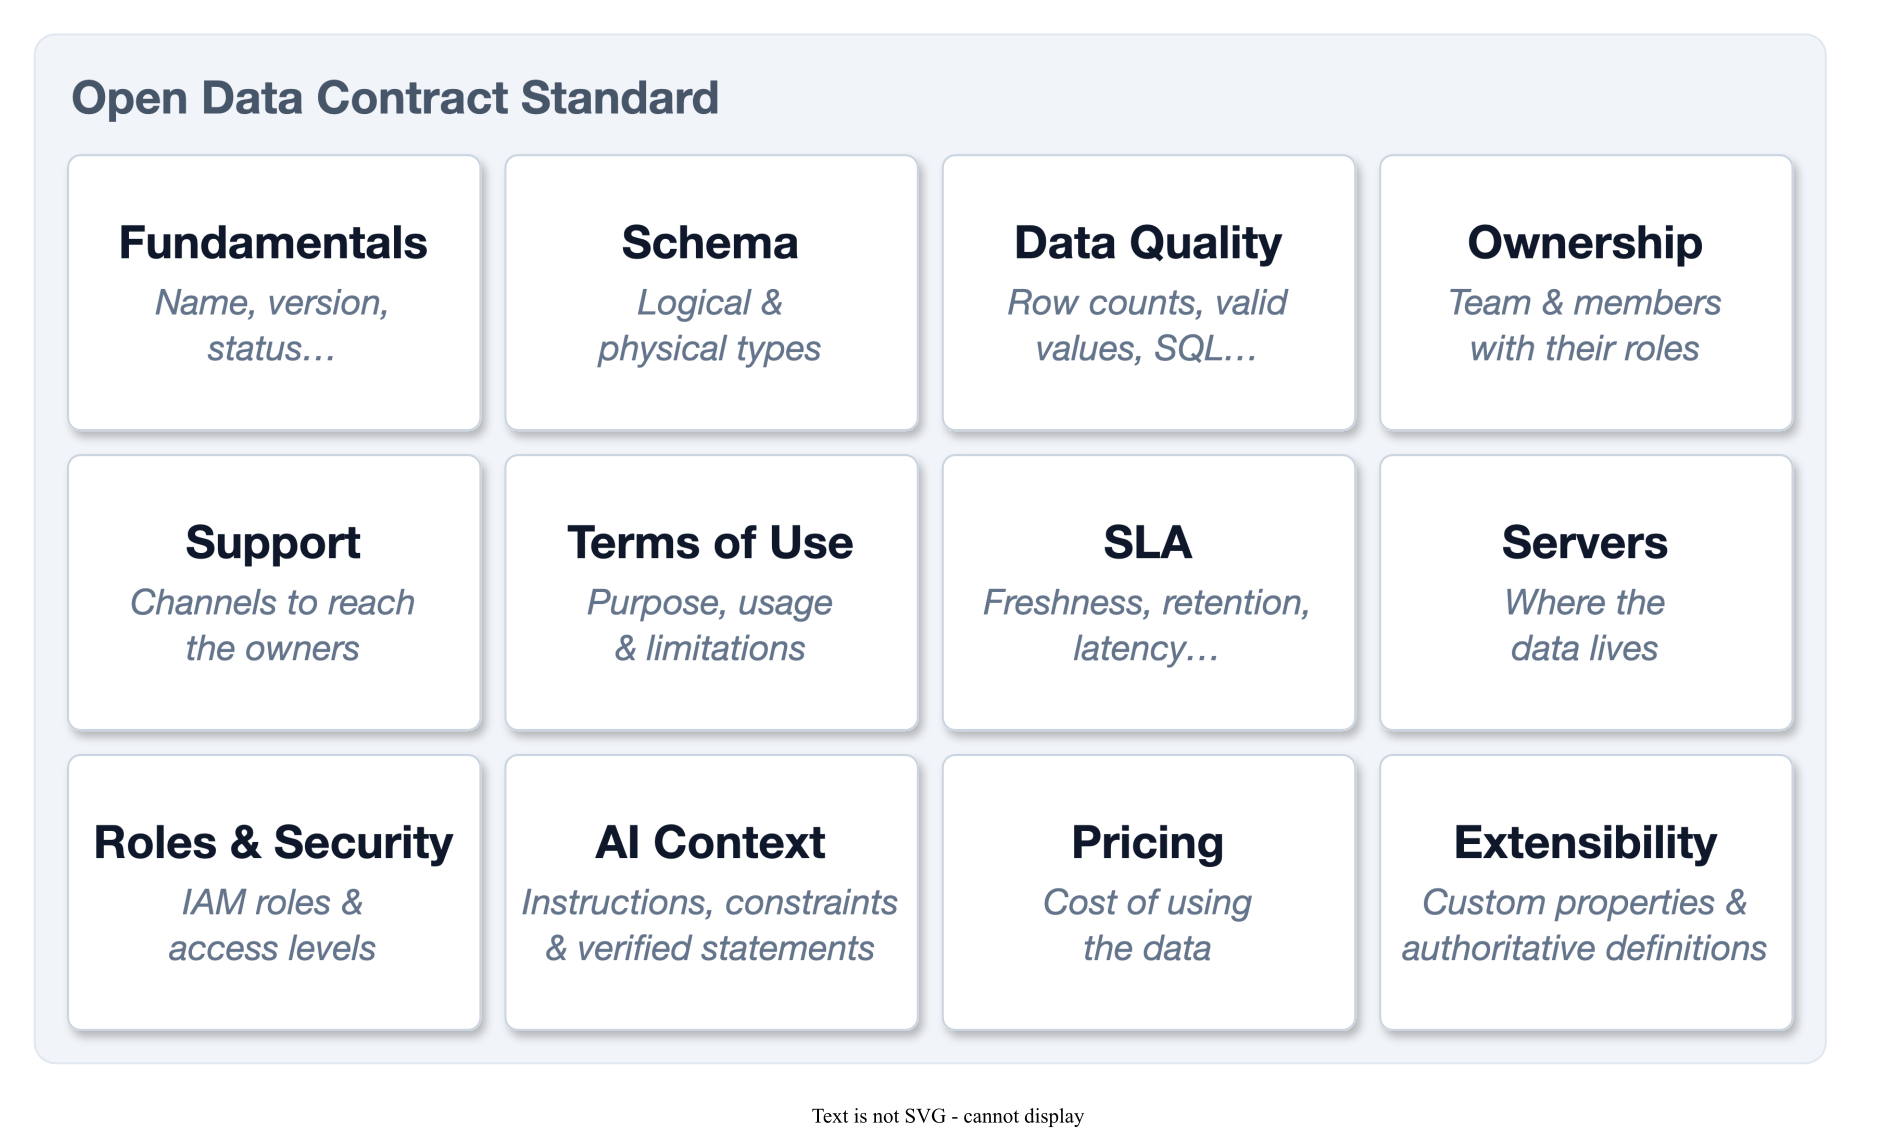 Open Data Contract Standard
Fundamentals
Name, version,
status…
Schema
Logical &
physical types
Data Quality
Row counts, valid
values, SQL…
Ownership
Team & members
with their roles
Support
Channels to reach
the owners
Terms of Use
Purpose, usage
& limitations
SLA
Freshness, retention,
latency…
Servers
Where the
data lives
Roles & Security
IAM roles &
access levels
AI Context
Instructions, constraints
& verified statements
Pricing
Cost of using
the data
Extensibility
Custom properties &
authoritative definitions
Text is not SVG - cannot display